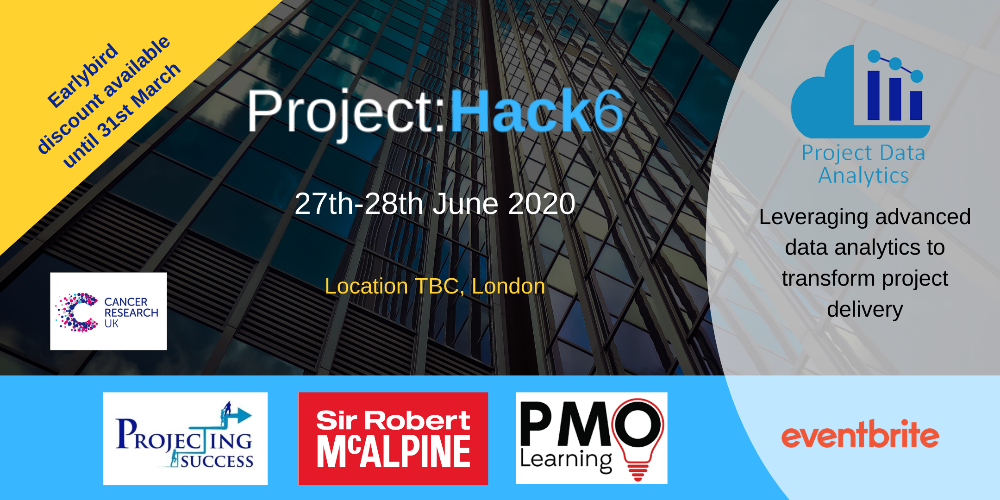 Earlybird
discount available
until 31st March
Project:Hack6
27th-28th June 2020
Location TBC, London
CANCER
RESEARCH
UK
Project Data
Analytics
Leveraging advanced
data analytics to
transform project
delivery
PROJECTING
SUCCESS
Sir Robert
McALPINE
PMO
Learning
eventbrite